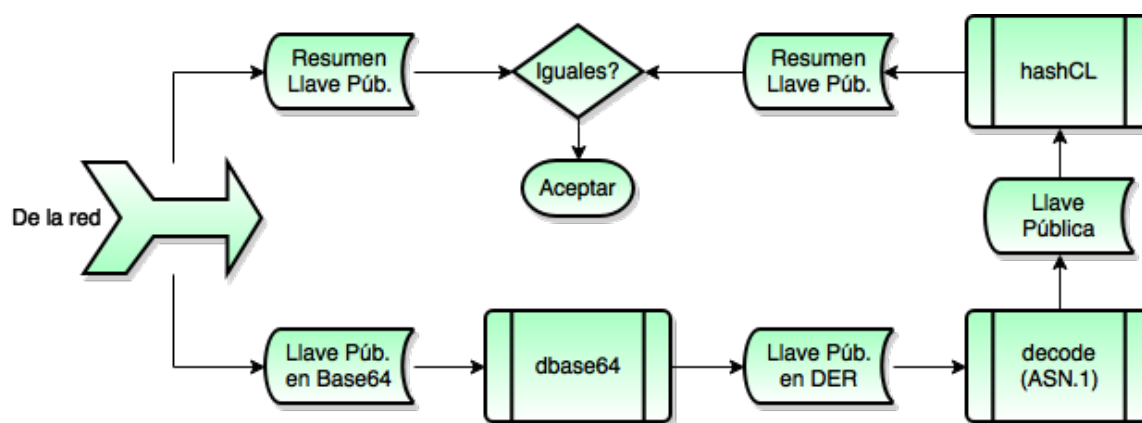 Resumen
Llave Púb.
Iguales?
Resumen
Llave Púb.
hashCL
De la red
Aceptar
Llave
Pública
Llave Púb.
en Base64
dbase64
Llave Púb.
en DER
decode
(ASN.1)